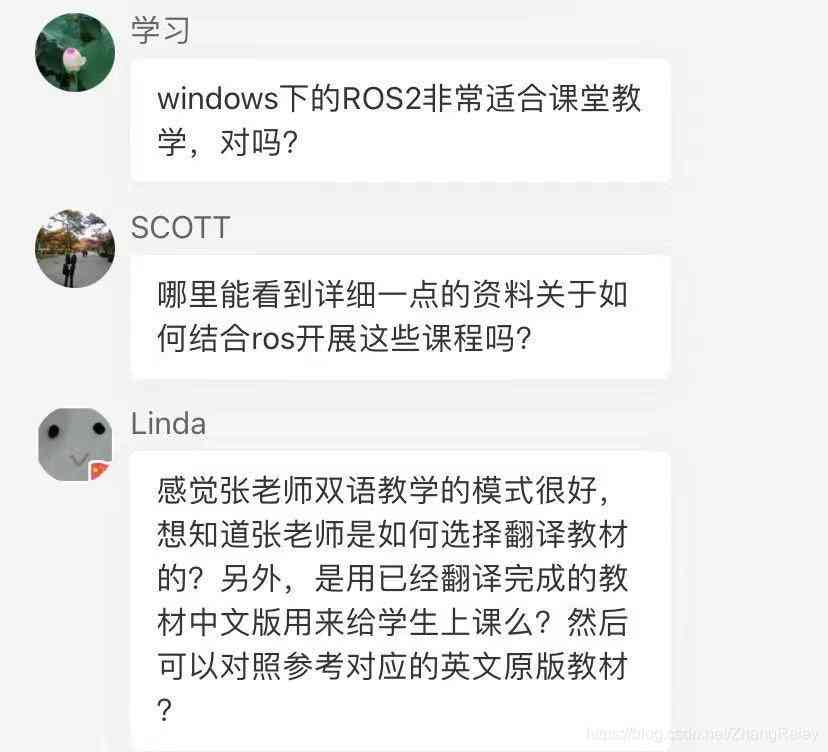 学习
windows下的ROS2非常适合课堂教
学，对吗？
SCOTT
哪里能看到详细一点的资料关于如
何结合ros开展这些课程吗？
Linda
感觉张老师双语教学的模式很好，
想知道张老师是如何选择翻译教材
的？另外，是用已经翻译完成的教
材中文版用来给学生上课么？然后
可以对照参考对应的英文原版教材
？
https://blog.csdn.net/ZhangRelay